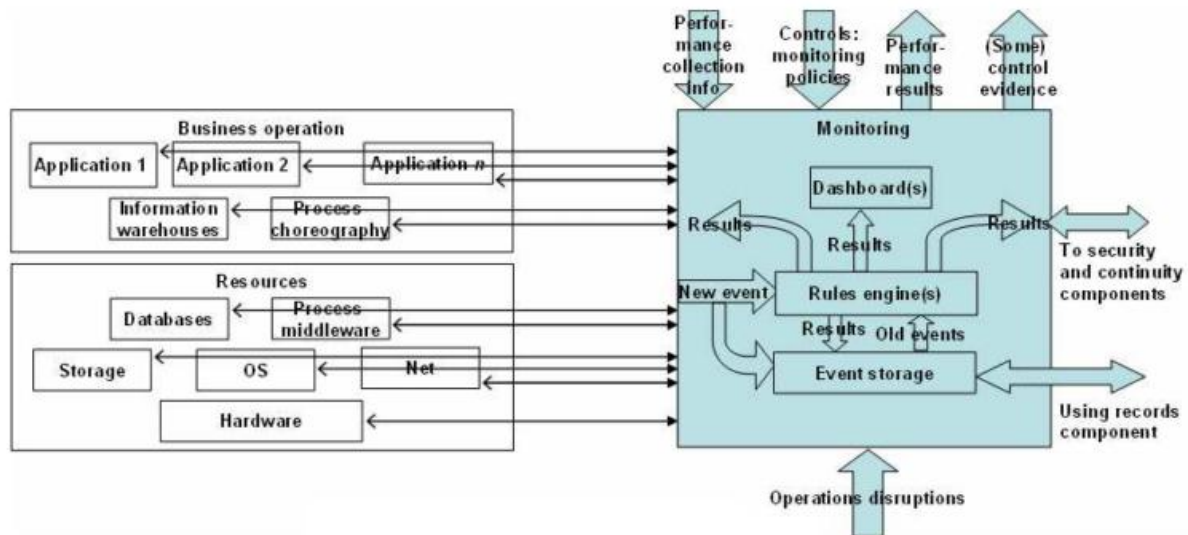 Perfor-
mance
collection
Info
Controls:
monitoring
policies
Perfor-
mance
results
(Some)
control
evidence
Business operation
Application 1
Application 2
Application n
Information
warehouses
Process
choreography
Resources
Databases
Process
middleware
Storage
OS
Net
Hardware
Monitoring
Dashboard(s)
Results
Results
Results
New event
Rules engine(s)
Results
Old events
Event storage
To security
and continuity
components
Using records
component
Operations disruptions